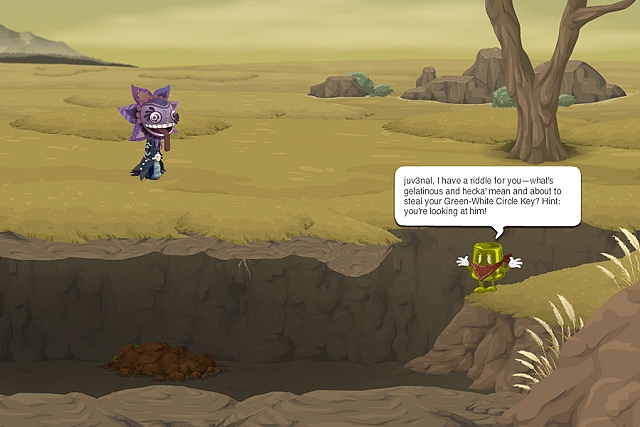 juv3nal, I have a riddle for you—what's
gelatinous and hecka' mean and about to
steal your Green-White Circle Key? Hint:
you're looking at him!